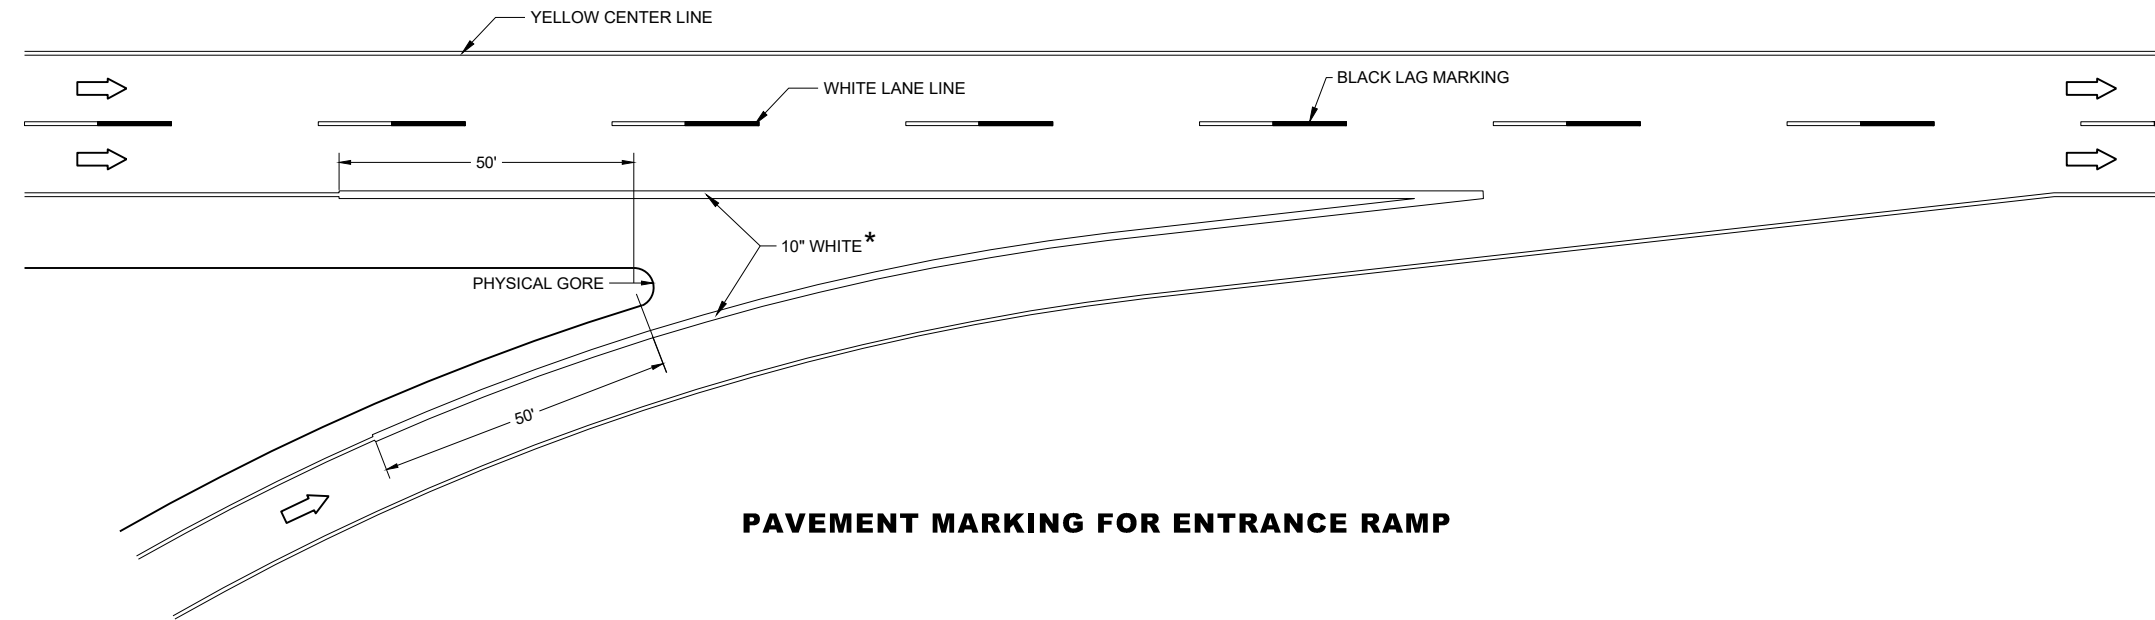 YELLOW CENTER LINE
BLACK LAG MARKING
WHITE LANE LINE
50'
10" WHITE*
PHYSICAL GORE
50'
PAVEMENT MARKING FOR ENTRANCE RAMP